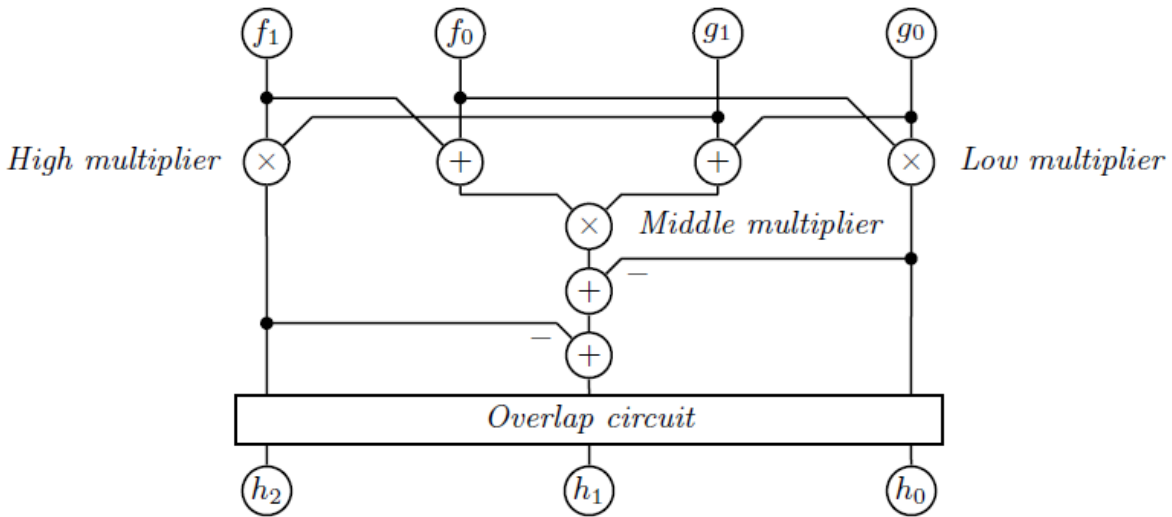 f₁ f₀ g₁ g₀
High multiplier × + + × Low multiplier
× Middle multiplier
−
+
−
+
Overlap circuit
h₂ h₁ h₀